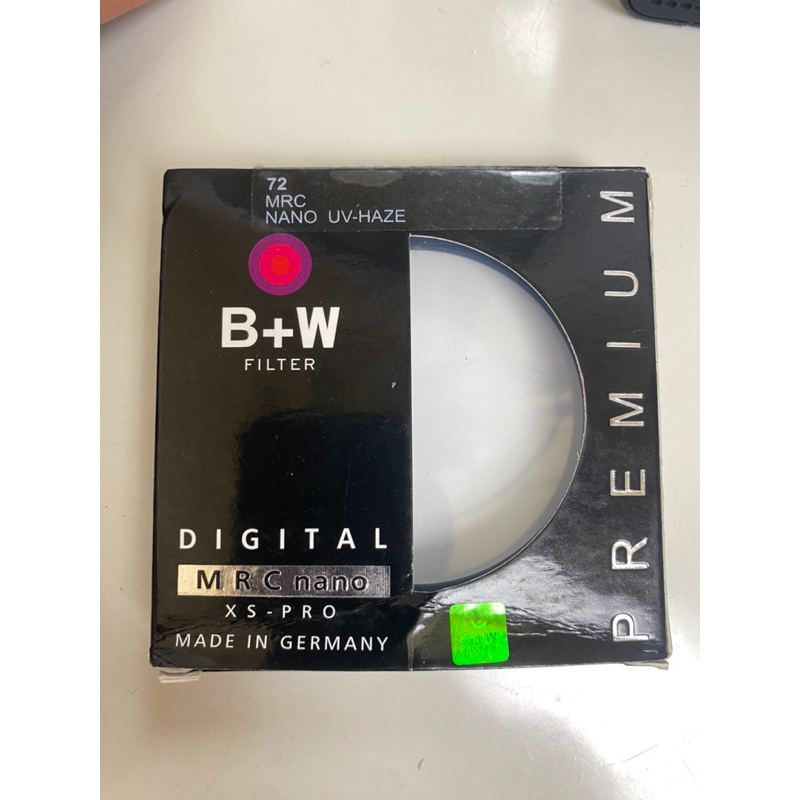 72
MRC
NANO UV-HAZE
B+W
FILTER
DIGITAL
MRC nano
XS-PRO
MADE IN GERMANY
PREMIUM